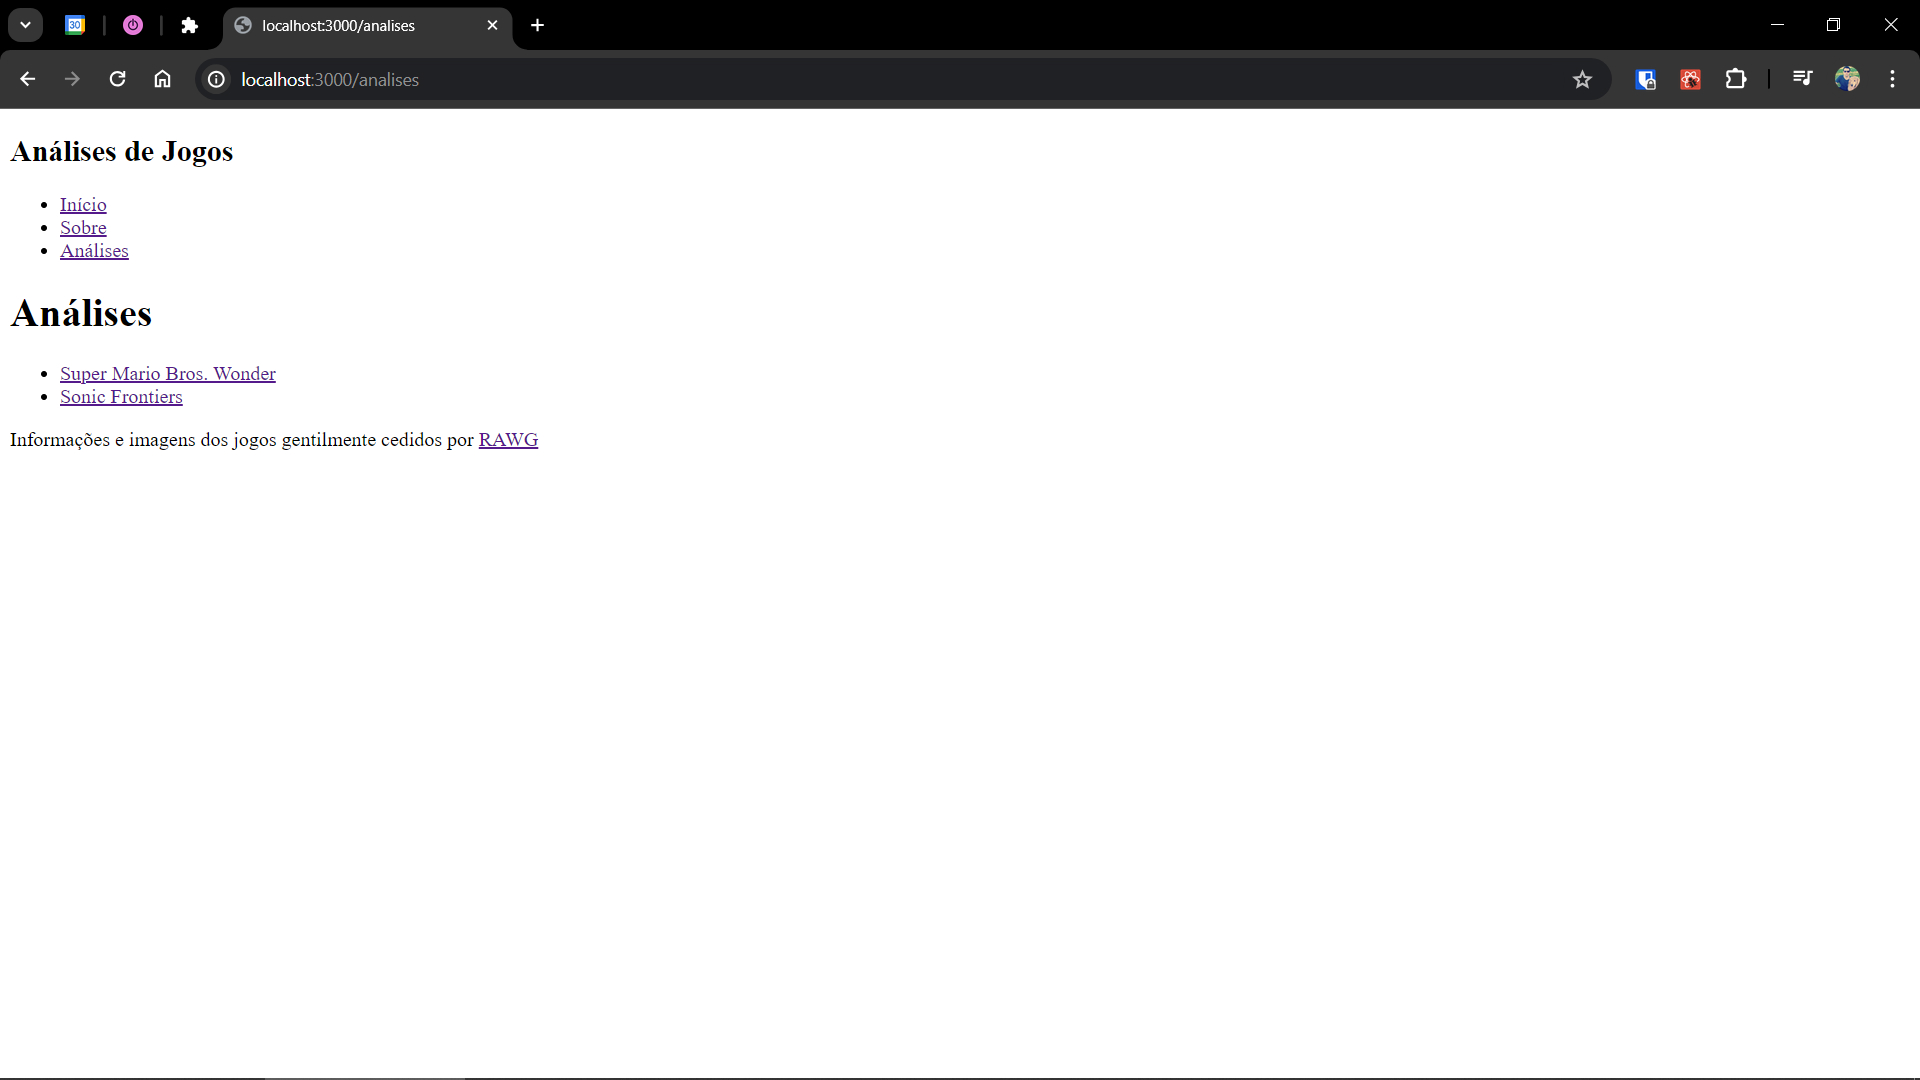 30
localhost:3000/analises
localhost:3000/analises
Análises de Jogos
Início
Sobre
Análises
Análises
Super Mario Bros. Wonder
Sonic Frontiers
Informações e imagens dos jogos gentilmente cedidos por RAWG